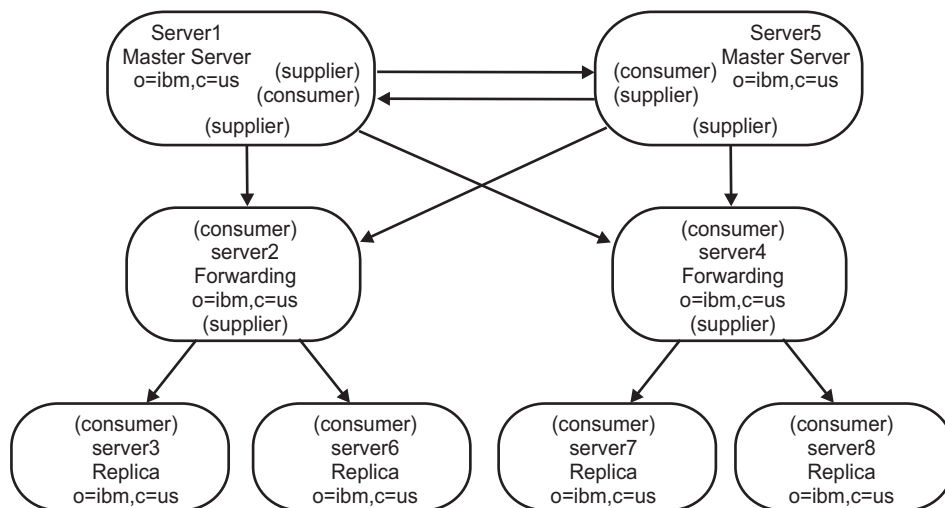 Server1
Master Server
o=ibm,c=us
(supplier)
(consumer)
(supplier)
Server5
Master Server
o=ibm,c=us
(consumer)
(supplier)
(supplier)
(consumer)
server2
Forwarding
o=ibm,c=us
(supplier)
(consumer)
server4
Forwarding
o=ibm,c=us
(supplier)
(consumer)
server3
Replica
o=ibm,c=us
(consumer)
server6
Replica
o=ibm,c=us
(consumer)
server7
Replica
o=ibm,c=us
(consumer)
server8
Replica
o=ibm,c=us